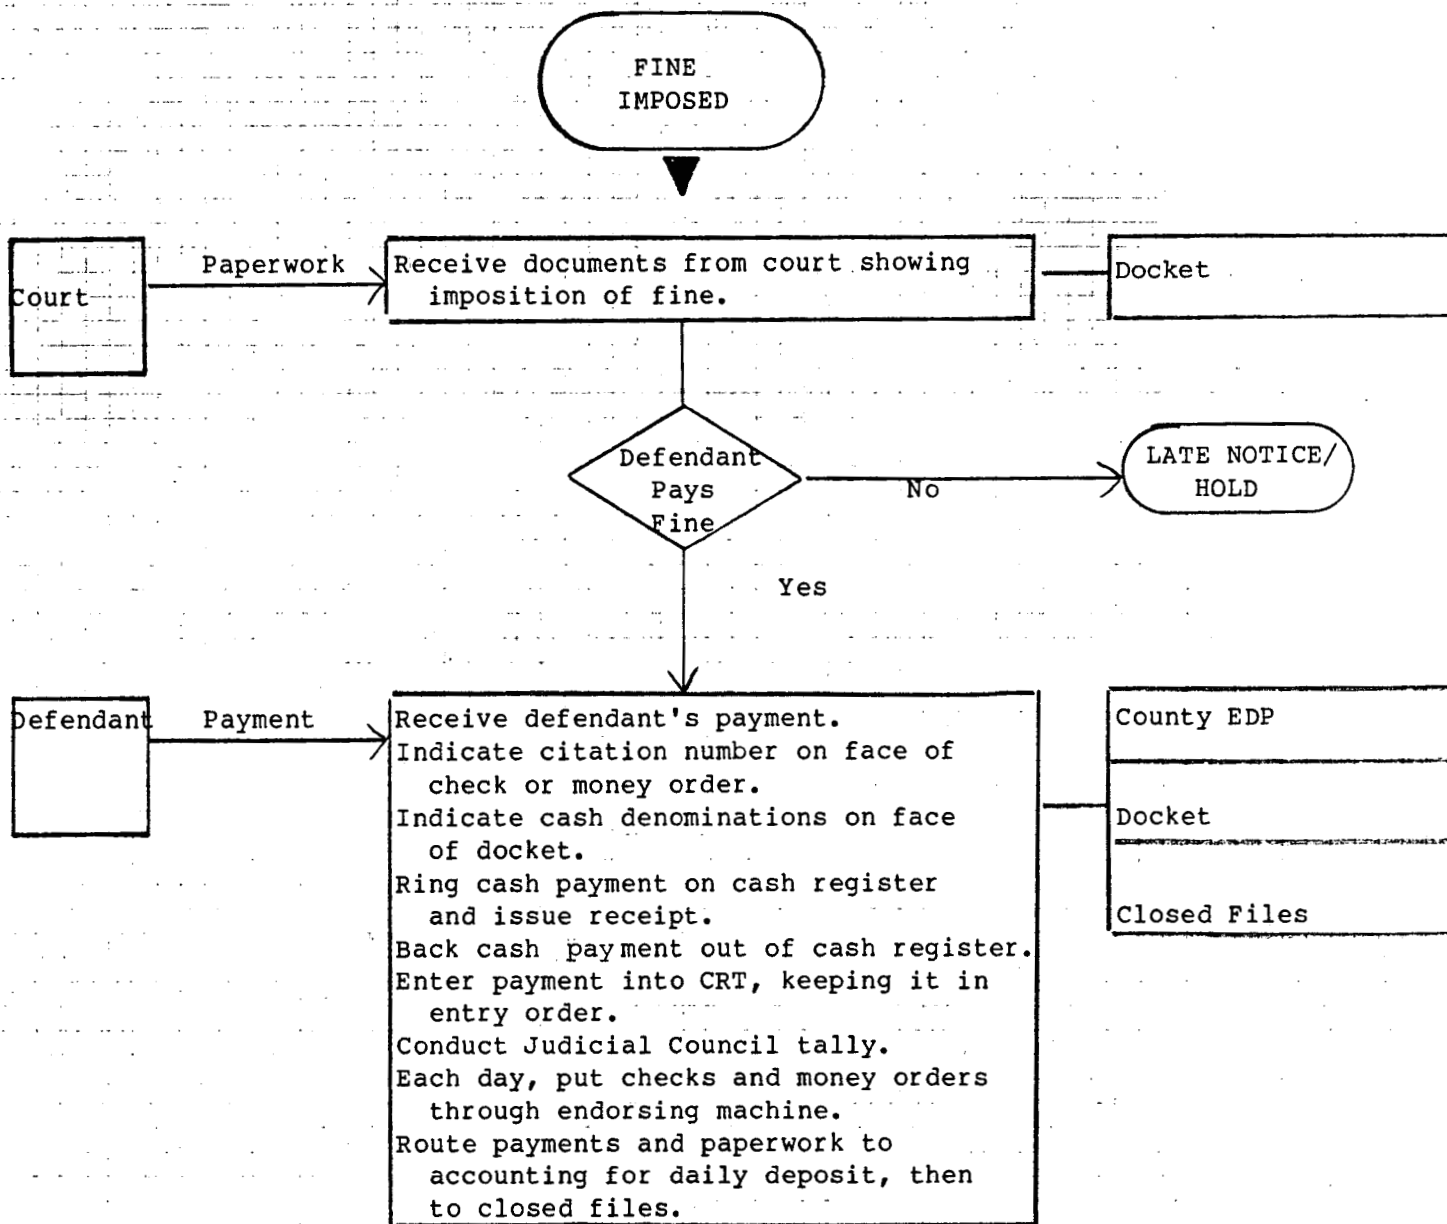 FINE
IMPOSED
Court
Paperwork
Receive documents from court showing
imposition of fine.
Docket
Defendant
Pays
Fine
No
LATE NOTICE/
HOLD
Yes
Defendant
Payment
Receive defendant's payment.
Indicate citation number on face of
check or money order.
Indicate cash denominations on face
of docket.
Ring cash payment on cash register
and issue receipt.
Back cash payment out of cash register.
Enter payment into CRT, keeping it in
entry order.
Conduct Judicial Council tally.
Each day, put checks and money orders
through endorsing machine.
Route payments and paperwork to
accounting for daily deposit, then
to closed files.
County EDP
Docket
Closed Files